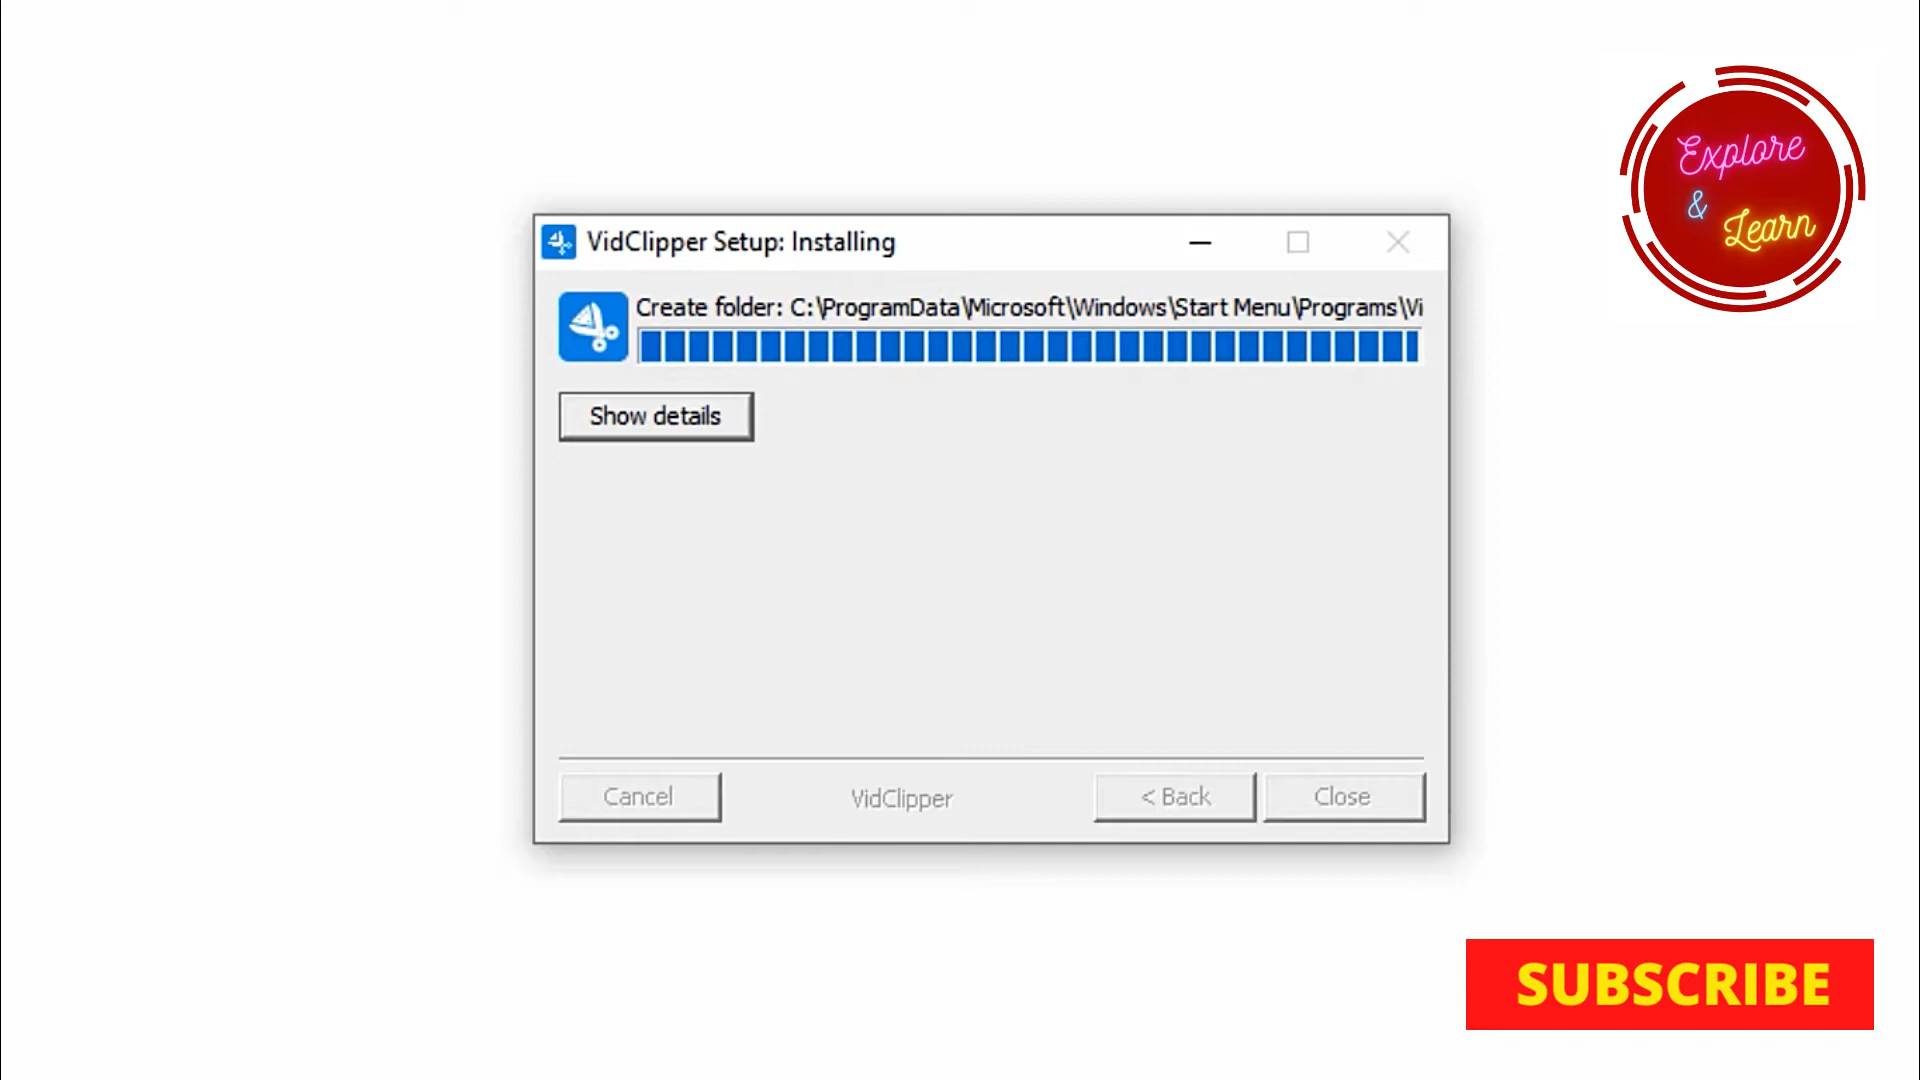 Explore
&
Learn
VidClipper Setup: Installing
Create folder: C:\ProgramData\Microsoft\Windows\Start Menu\Programs\Vi
Show details
Cancel
VidClipper
< Back
Close
SUBSCRIBE